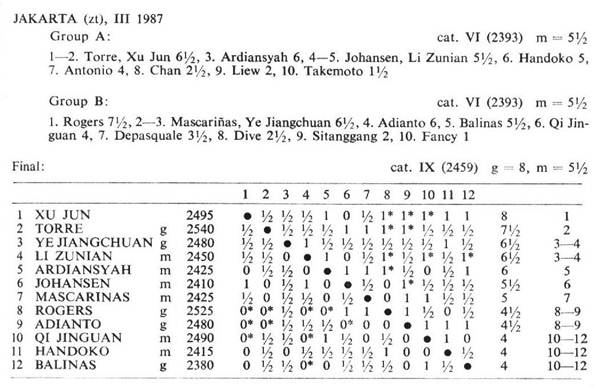 JAKARTA (zt), III 1987
Group A: cat. VI (2393) m = 5½
1—2. Torre, Xu Jun 6½, 3. Ardiansyah 6, 4—5. Johansen, Li Zunian 5½, 6. Handoko 5,
7. Antonio 4, 8. Chan 2½, 9. Liew 2, 10. Takemoto 1½
Group B: cat. VI (2393) m = 5½
1. Rogers 7½, 2—3. Mascariñas, Ye Jiangchuan 6½, 4. Adianto 6, 5. Balinas 5½, 6. Qi Jin-
guan 4, 7. Depasquale 3½, 8. Dive 2½, 9. Sitanggang 2, 10. Fancy 1
Final: cat. IX (2459) g = 8, m = 5½
1 2 3 4 5 6 7 8 9 10 11 12
1 XU JUN 2495 ● ½ ½ ½ 1 0 ½ 1* 1* 1* 1 1 8 1
2 TORRE g 2540 ½ ● ½ ½ ½ 1 1 1* 1* ½ ½ ½ 7½ 2
3 YE JIANGCHUAN g 2480 ½ ½ ● 1 ½ ½ ½ ½ ½ ½ 1 ½ 6½ 3—4
4 LI ZUNIAN m 2450 ½ ½ 0 ● 1 0 ½ 1* ½ 1* ½ 1* 6½ 3—4
5 ARDIANSYAH m 2425 0 ½ ½ 0 ● 1 1 1* ½ 0 ½ 1 6 5
6 JOHANSEN m 2410 1 0 ½ 1 0 ● ½ 0 1* ½ ½ ½ 5½ 6
7 MASCARINAS m 2425 ½ 0 ½ ½ 0 ½ ● 0 1 1 ½ ½ 5 7
8 ROGERS g 2525 0* 0* ½ 0* 0* 1 1 ● 1 ½ 0 ½ 4½ 8—9
9 ADIANTO g 2480 0* 0* ½ ½ ½ 0* 0 0 ● 1 1 1 4½ 8—9
10 QI JINGUAN m 2490 0* ½ ½ 0* 1 ½ 0 ½ 0 ● 1 0 4 10—12
11 HANDOKO m 2415 0 ½ 0 ½ ½ ½ ½ 1 0 0 ● ½ 4 10—12
12 BALINAS g 2380 0 ½ ½ 0* 0 ½ ½ ½ 0 1 ½ ● 4 10—12